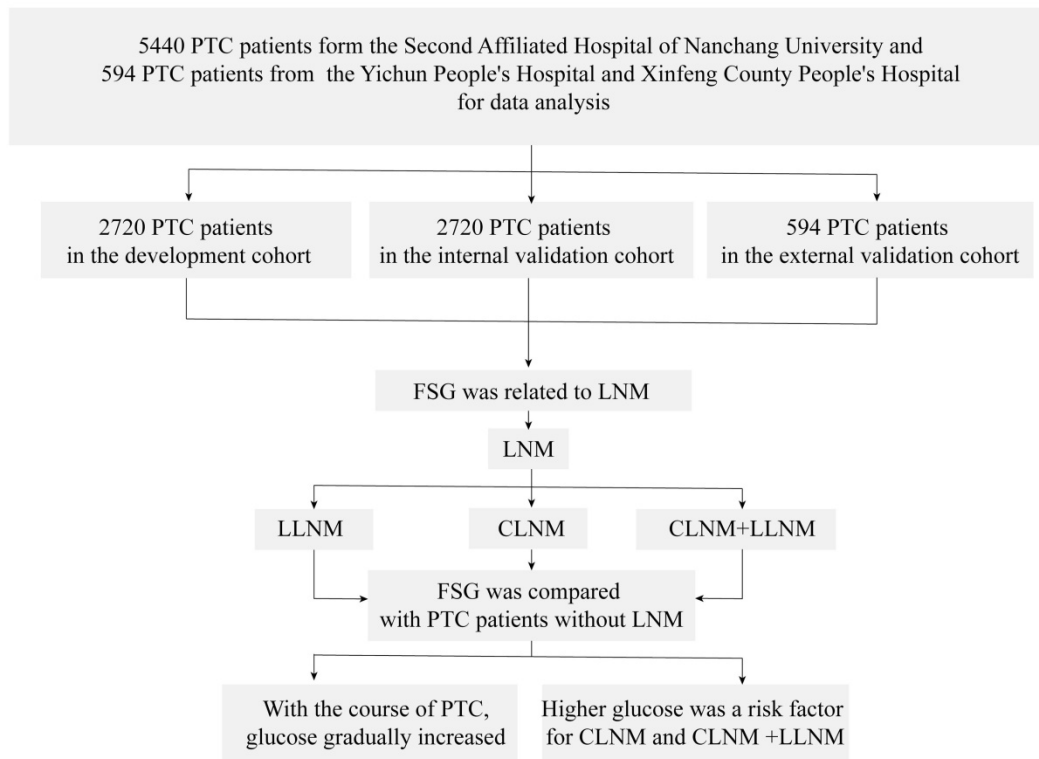 5440 PTC patients form the Second Affiliated Hospital of Nanchang University and
594 PTC patients from the Yichun People's Hospital and Xinfeng County People's Hospital
for data analysis
2720 PTC patients
in the development cohort
2720 PTC patients
in the internal validation cohort
594 PTC patients
in the external validation cohort
FSG was related to LNM
LNM
LLNM
CLNM
CLNM+LLNM
FSG was compared
with PTC patients without LNM
With the course of PTC,
glucose gradually increased
Higher glucose was a risk factor
for CLNM and CLNM +LLNM